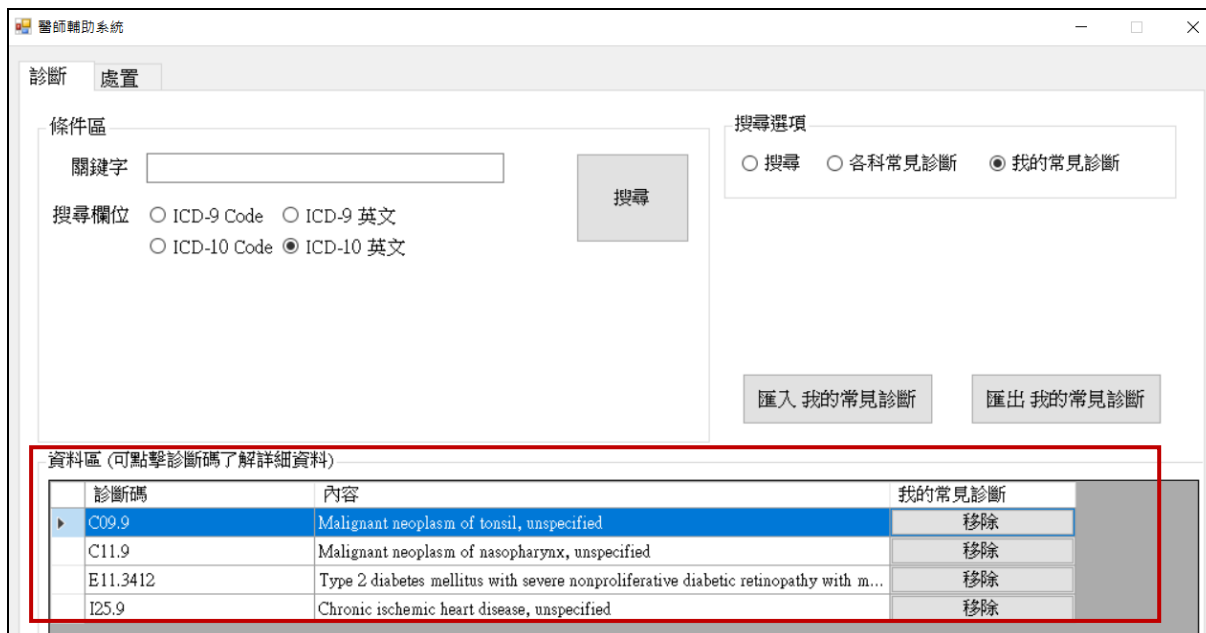 醫師輔助系統
診斷 處置
條件區
關鍵字
搜尋
搜尋欄位 ICD-9 Code ICD-9 英文
ICD-10 Code ICD-10 英文
搜尋選項
搜尋 各科常見診斷 我的常見診斷
匯入 我的常見診斷 匯出 我的常見診斷
資料區 (可點擊診斷碼了解詳細資料)
診斷碼 內容 我的常見診斷
C09.9 Malignant neoplasm of tonsil, unspecified 移除
C11.9 Malignant neoplasm of nasopharynx, unspecified 移除
E11.3412 Type 2 diabetes mellitus with severe nonproliferative diabetic retinopathy with m... 移除
I25.9 Chronic ischemic heart disease, unspecified 移除